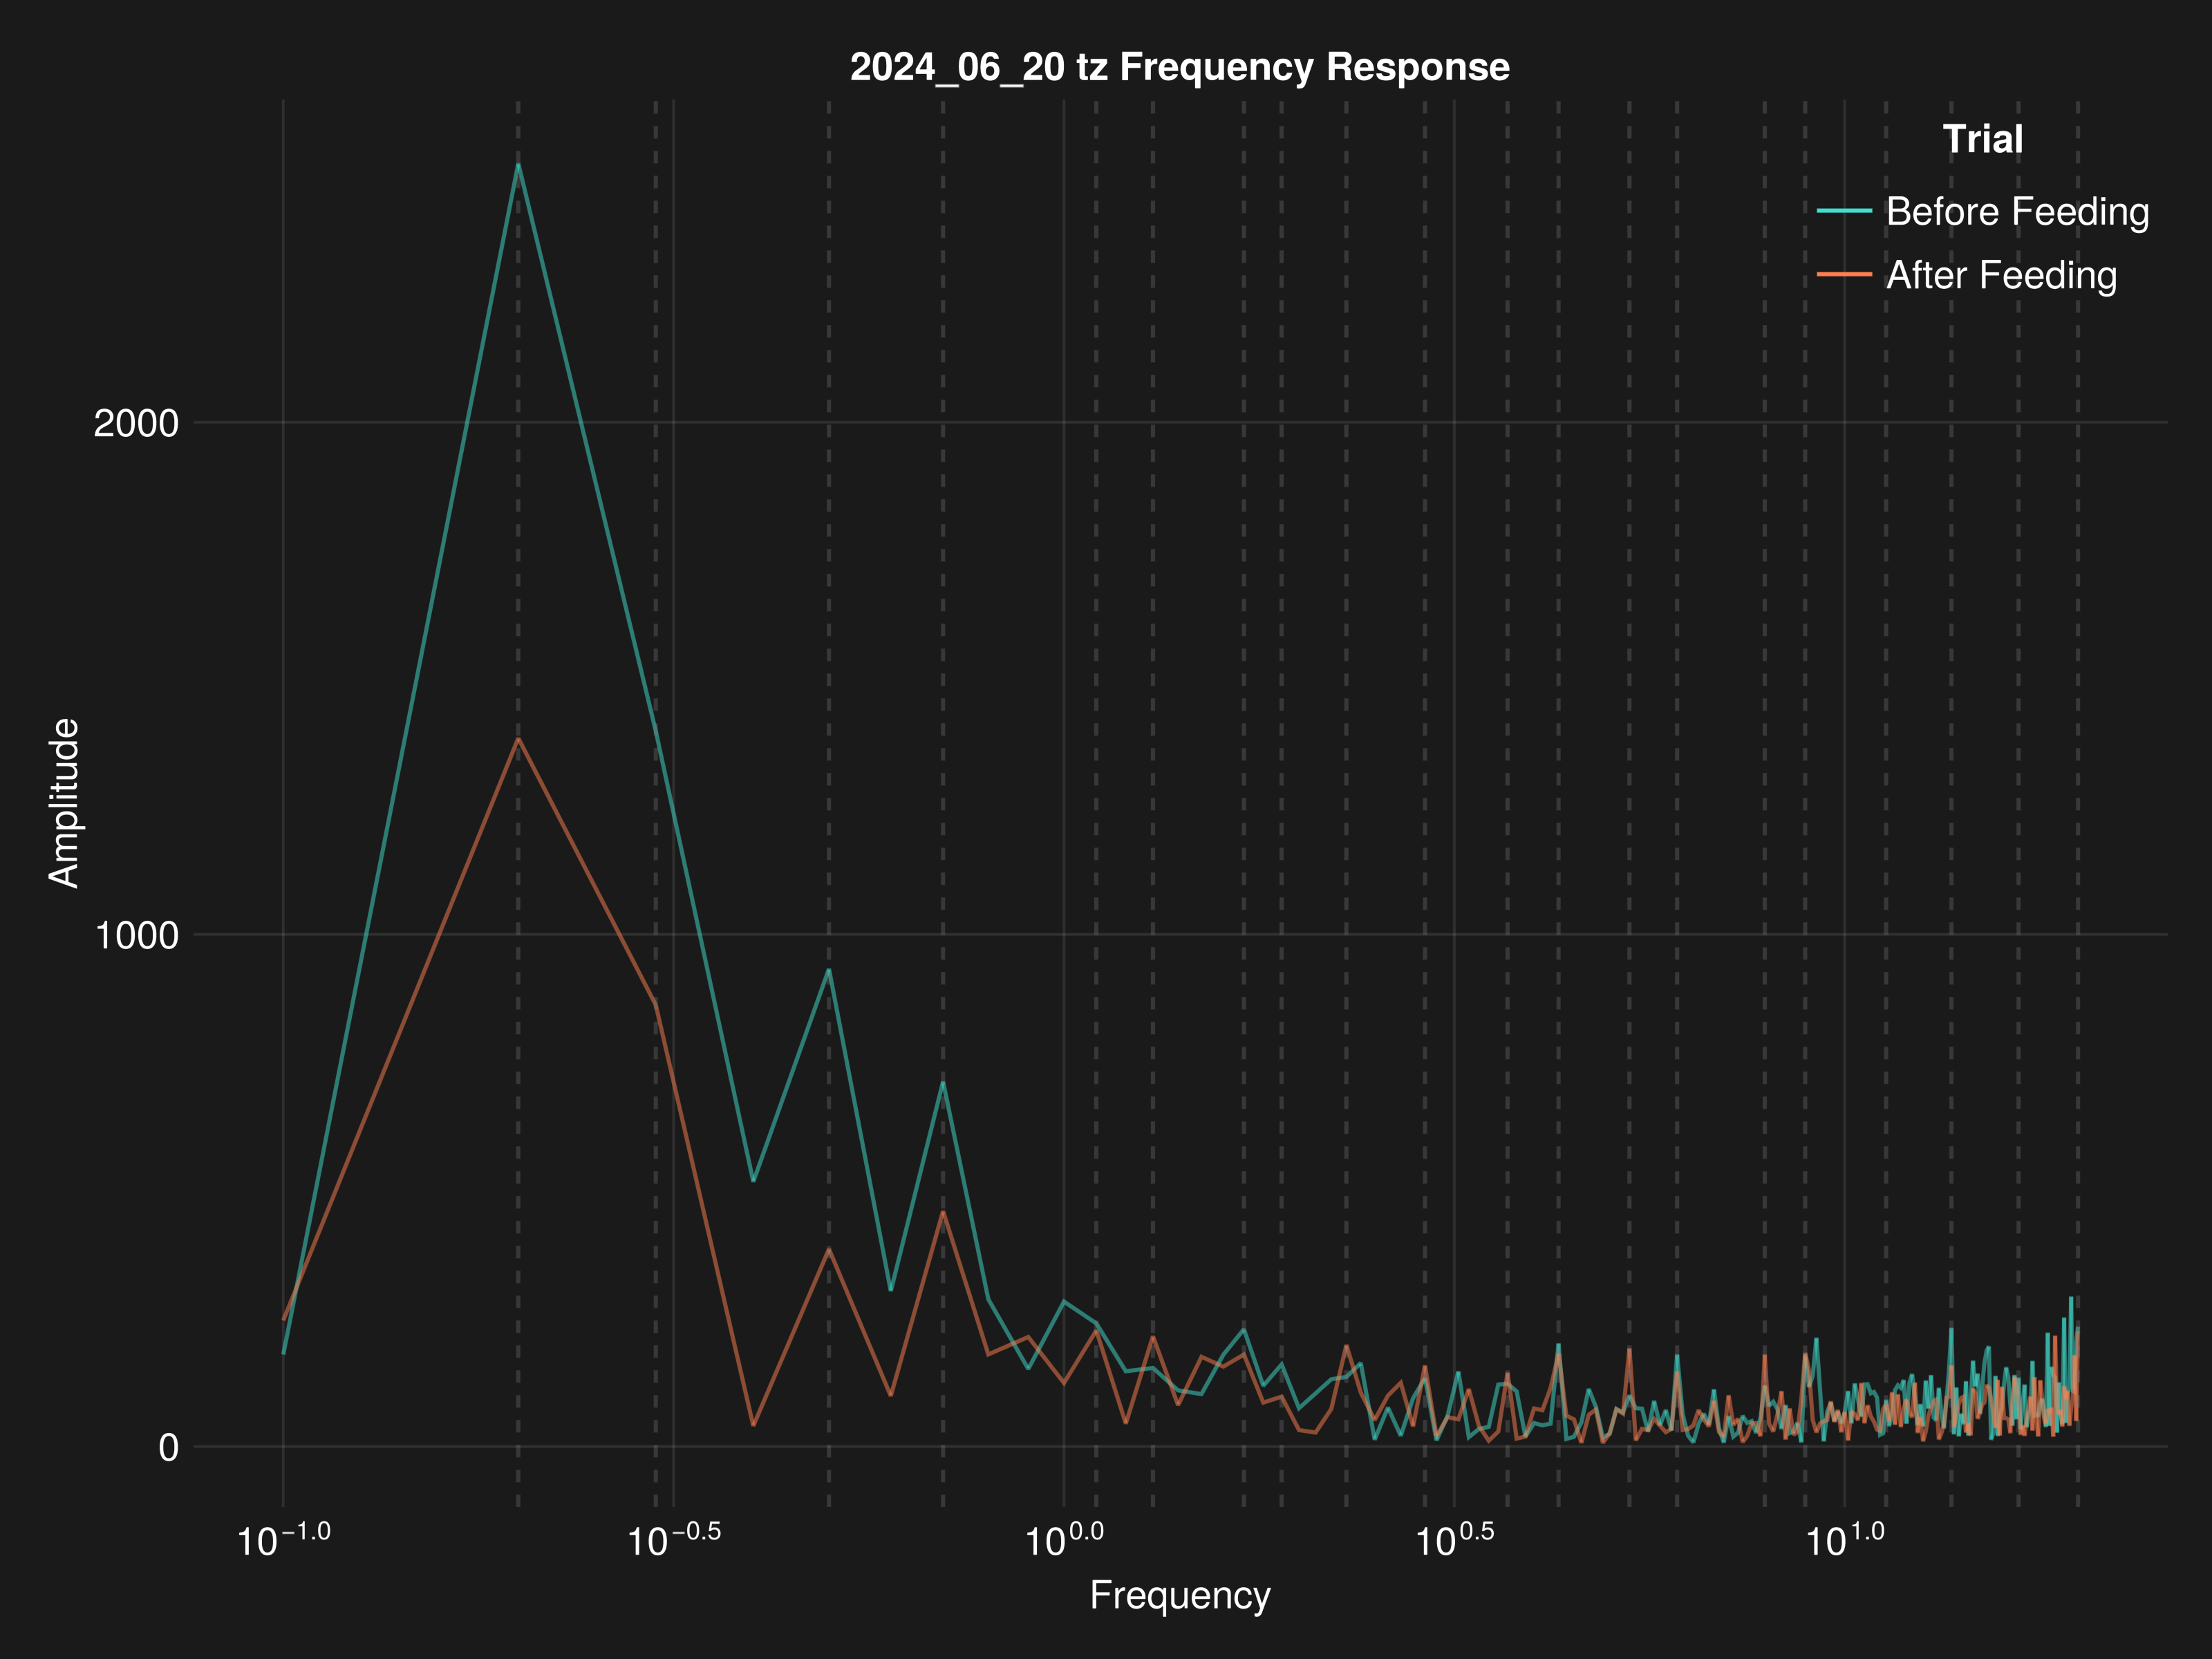 2024_06_20 tz Frequency Response
Trial
Before Feeding
After Feeding
Amplitude
2000
1000
0
10^−1.0
10^−0.5
10^0.0
10^0.5
10^1.0
Frequency